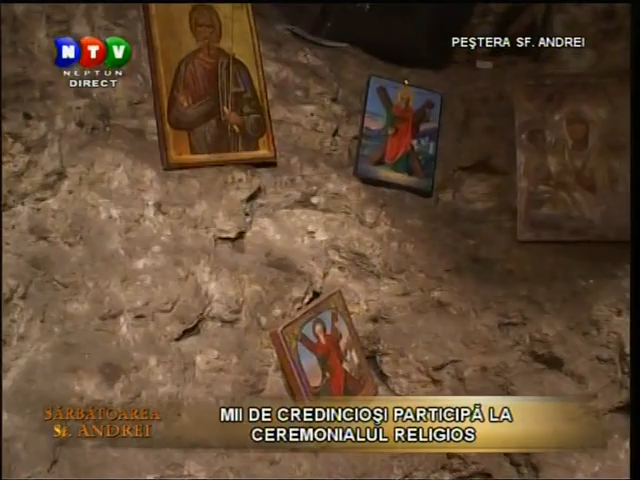 NTV
NEPTUN
DIRECT
PEŞTERA SF. ANDREI
SĂRBĂTOAREA
SF. ANDREI
MII DE CREDINCIOŞI PARTICIPĂ LA
CEREMONIALUL RELIGIOS